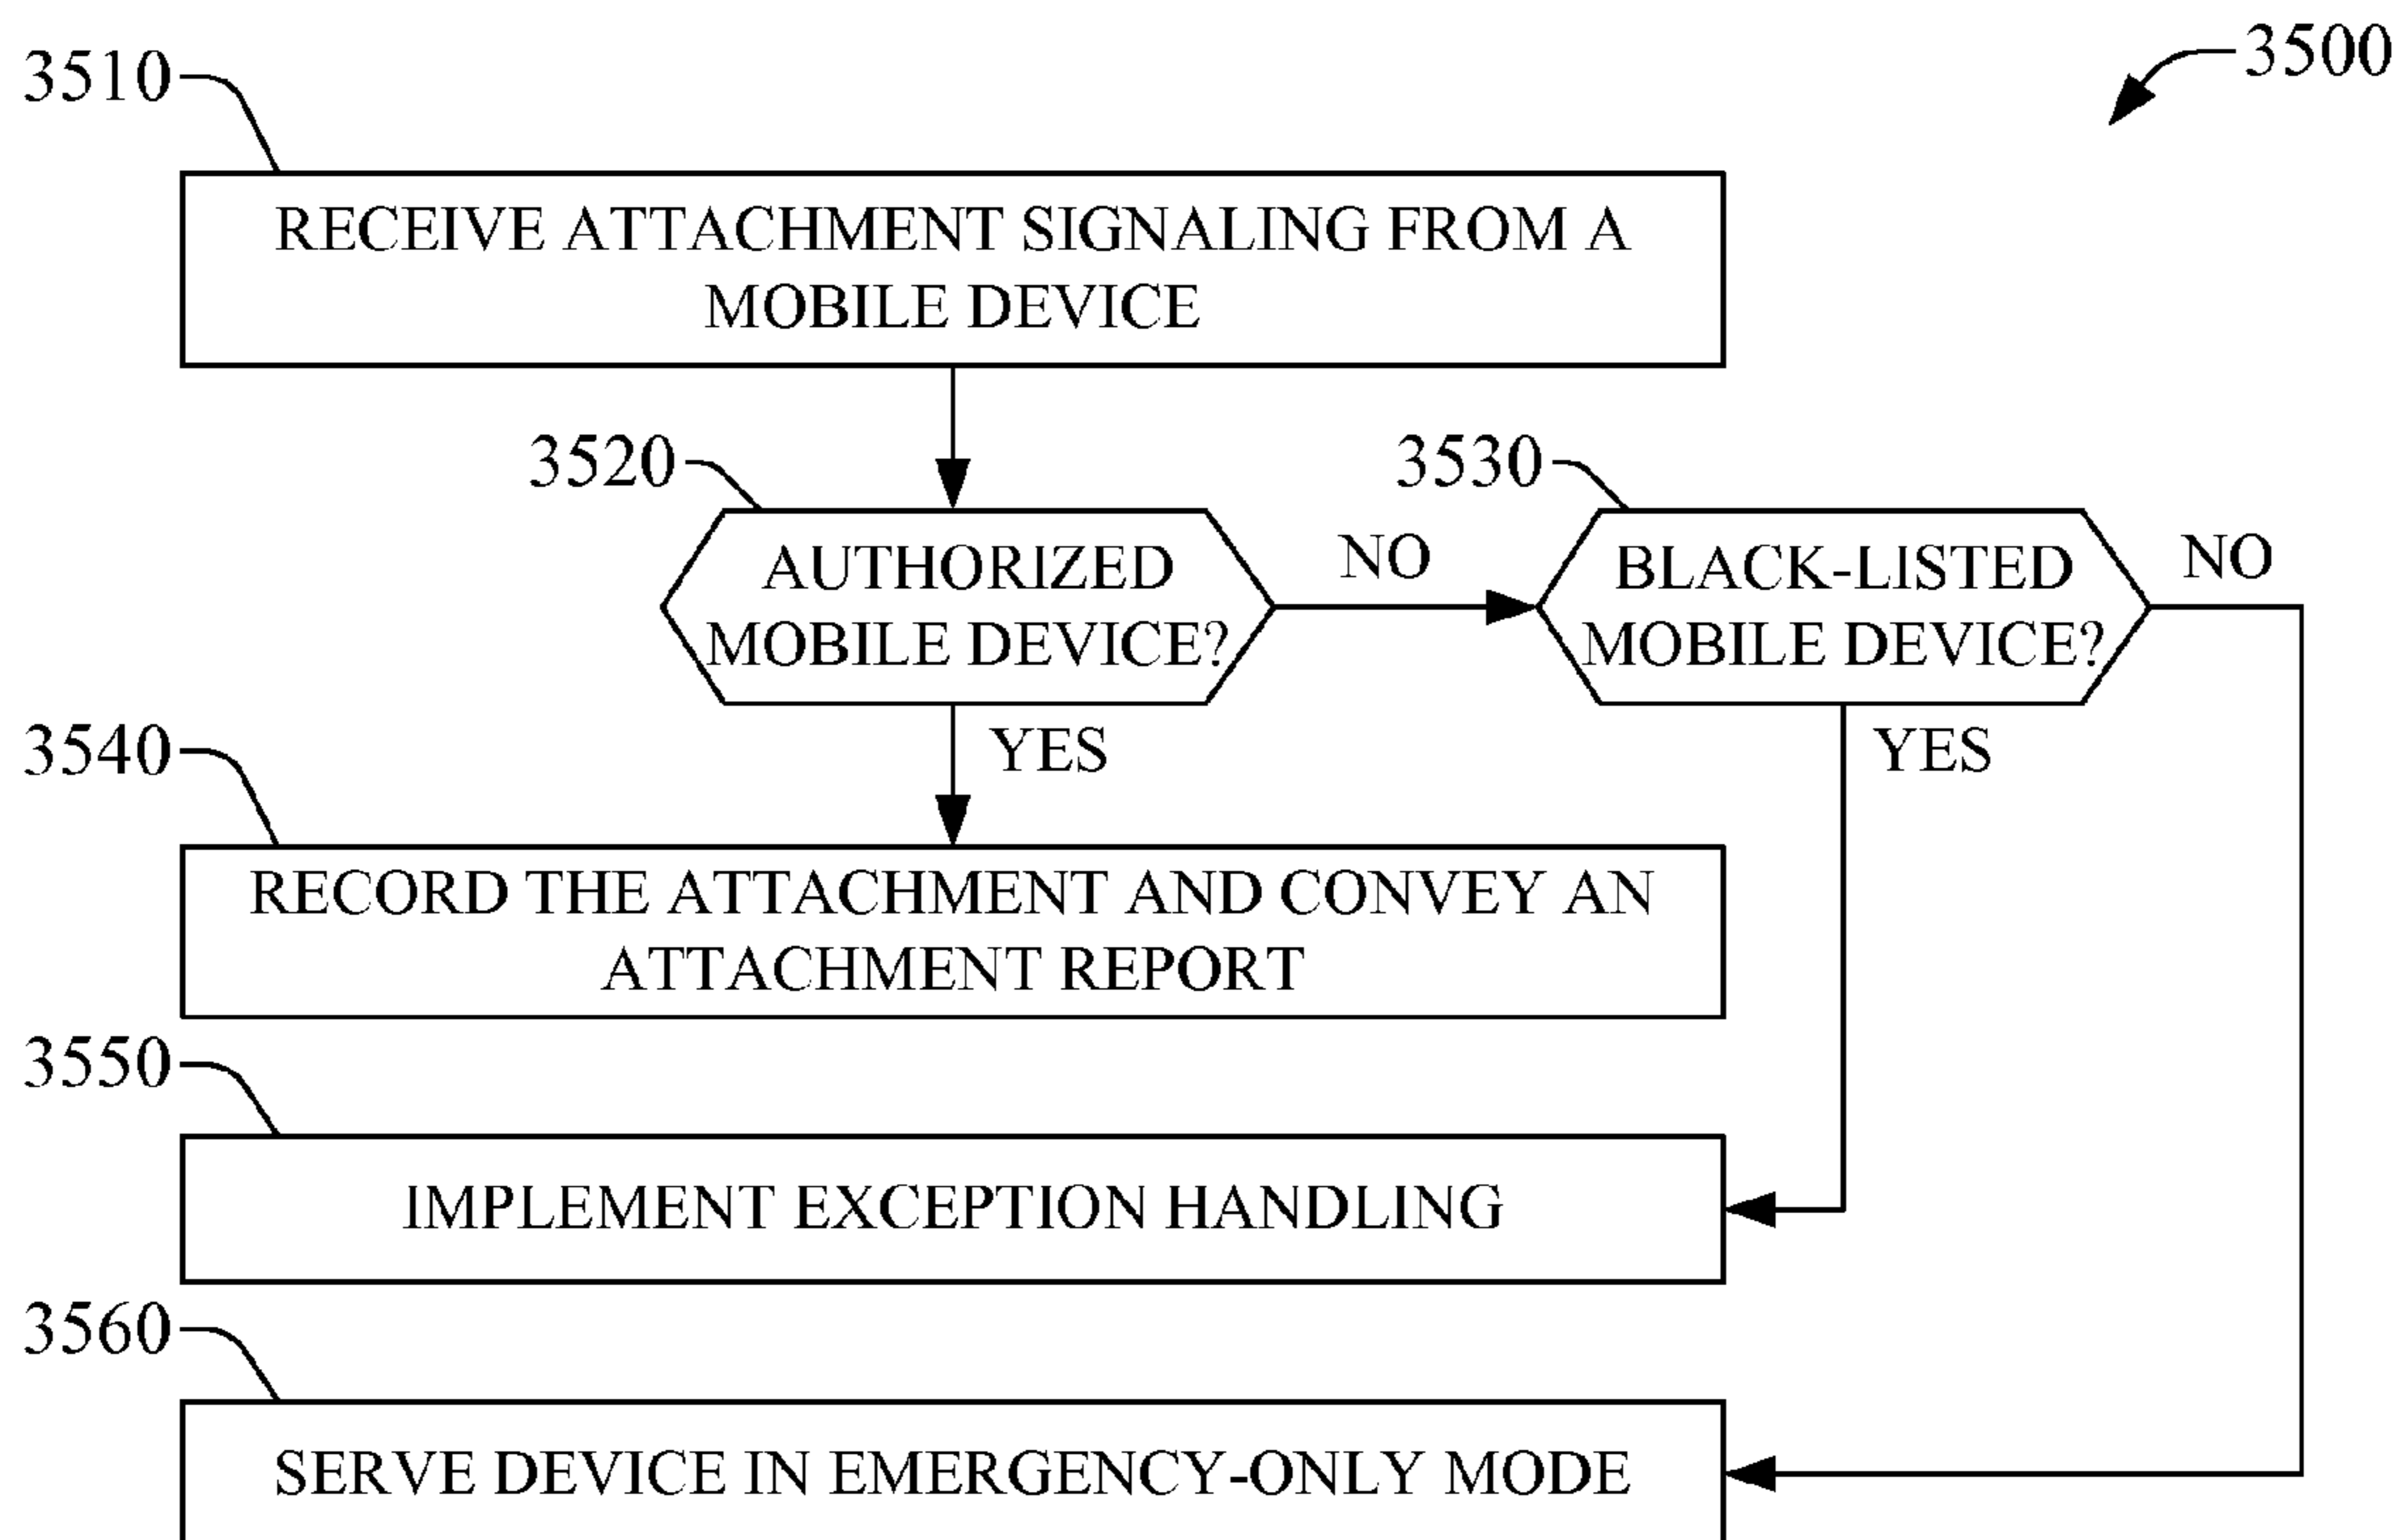 3500
3510
RECEIVE ATTACHMENT SIGNALING FROM A
MOBILE DEVICE
3520
AUTHORIZED
MOBILE DEVICE?
NO
3530
BLACK-LISTED
MOBILE DEVICE?
NO
YES
YES
3540
RECORD THE ATTACHMENT AND CONVEY AN
ATTACHMENT REPORT
3550
IMPLEMENT EXCEPTION HANDLING
3560
SERVE DEVICE IN EMERGENCY-ONLY MODE